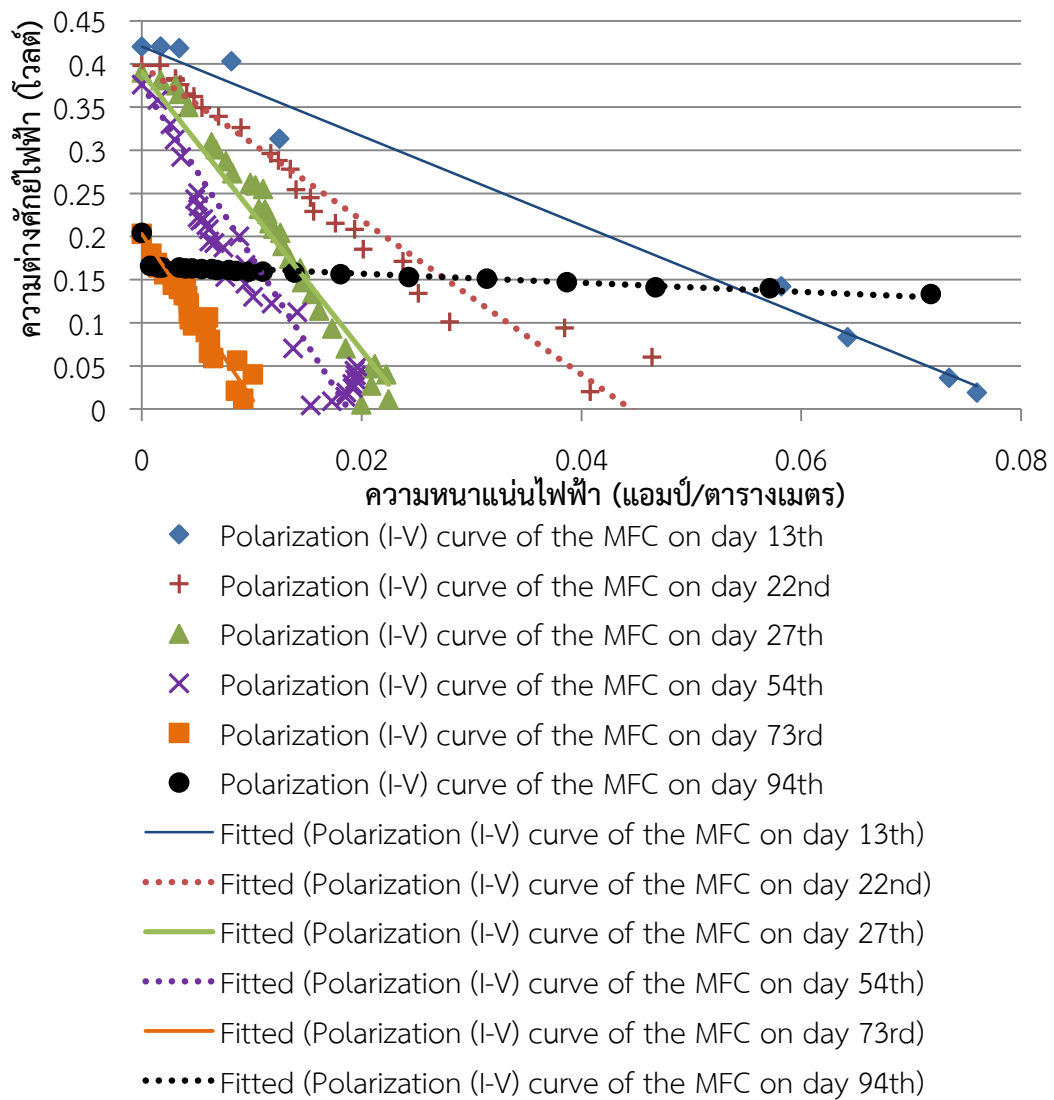 ความต่างศักย์ไฟฟ้า (โวลต์)
0.45
0.4
0.35
0.3
0.25
0.2
0.15
0.1
0.05
0
0 0.02 0.04 0.06 0.08
ความหนาแน่นไฟฟ้า (แอมป์/ตารางเมตร)
Polarization (I-V) curve of the MFC on day 13th
Polarization (I-V) curve of the MFC on day 22nd
Polarization (I-V) curve of the MFC on day 27th
Polarization (I-V) curve of the MFC on day 54th
Polarization (I-V) curve of the MFC on day 73rd
Polarization (I-V) curve of the MFC on day 94th
Fitted (Polarization (I-V) curve of the MFC on day 13th)
Fitted (Polarization (I-V) curve of the MFC on day 22nd)
Fitted (Polarization (I-V) curve of the MFC on day 27th)
Fitted (Polarization (I-V) curve of the MFC on day 54th)
Fitted (Polarization (I-V) curve of the MFC on day 73rd)
Fitted (Polarization (I-V) curve of the MFC on day 94th)